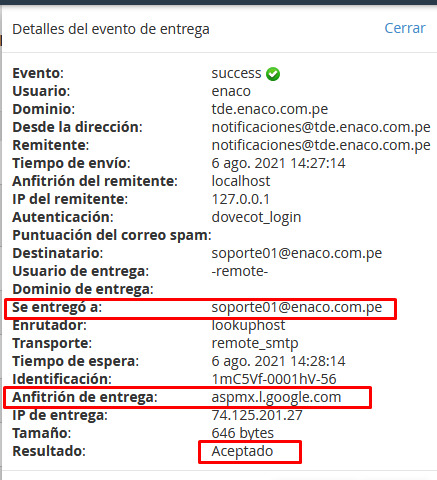 Detalles del evento de entrega Cerrar
Evento: success
Usuario: enaco
Dominio: tde.enaco.com.pe
Desde la dirección: notificaciones@tde.enaco.com.pe
Remitente: notificaciones@tde.enaco.com.pe
Tiempo de envío: 6 ago. 2021 14:27:14
Anfitrión del remitente: localhost
IP del remitente: 127.0.0.1
Autenticación: dovecot_login
Puntuación del correo spam:
Destinatario: soporte01@enaco.com.pe
Usuario de entrega: -remote-
Dominio de entrega:
Se entregó a: soporte01@enaco.com.pe
Enrutador: lookuphost
Transporte: remote_smtp
Tiempo de espera: 6 ago. 2021 14:28:14
Identificación: 1mC5Vf-0001hV-56
Anfitrión de entrega: aspmx.l.google.com
IP de entrega: 74.125.201.27
Tamaño: 646 bytes
Resultado: Aceptado